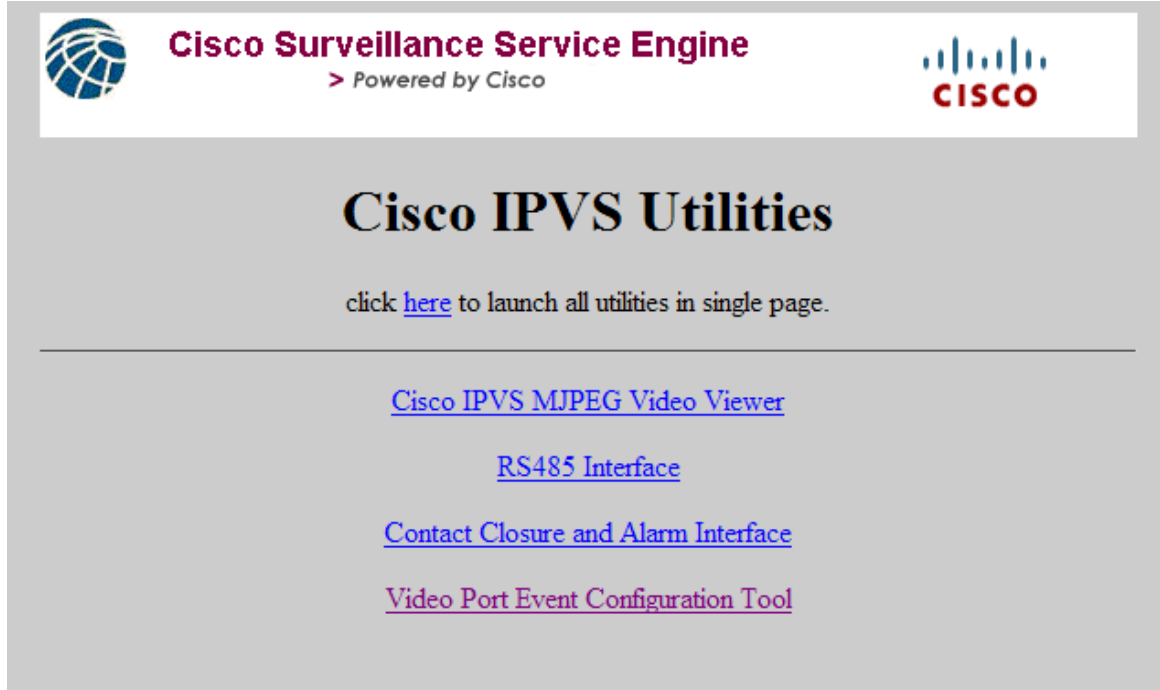 Cisco Surveillance Service Engine
> Powered by Cisco
CISCO
Cisco IPVS Utilities
click here to launch all utilities in single page.
Cisco IPVS MJPEG Video Viewer
RS485 Interface
Contact Closure and Alarm Interface
Video Port Event Configuration Tool